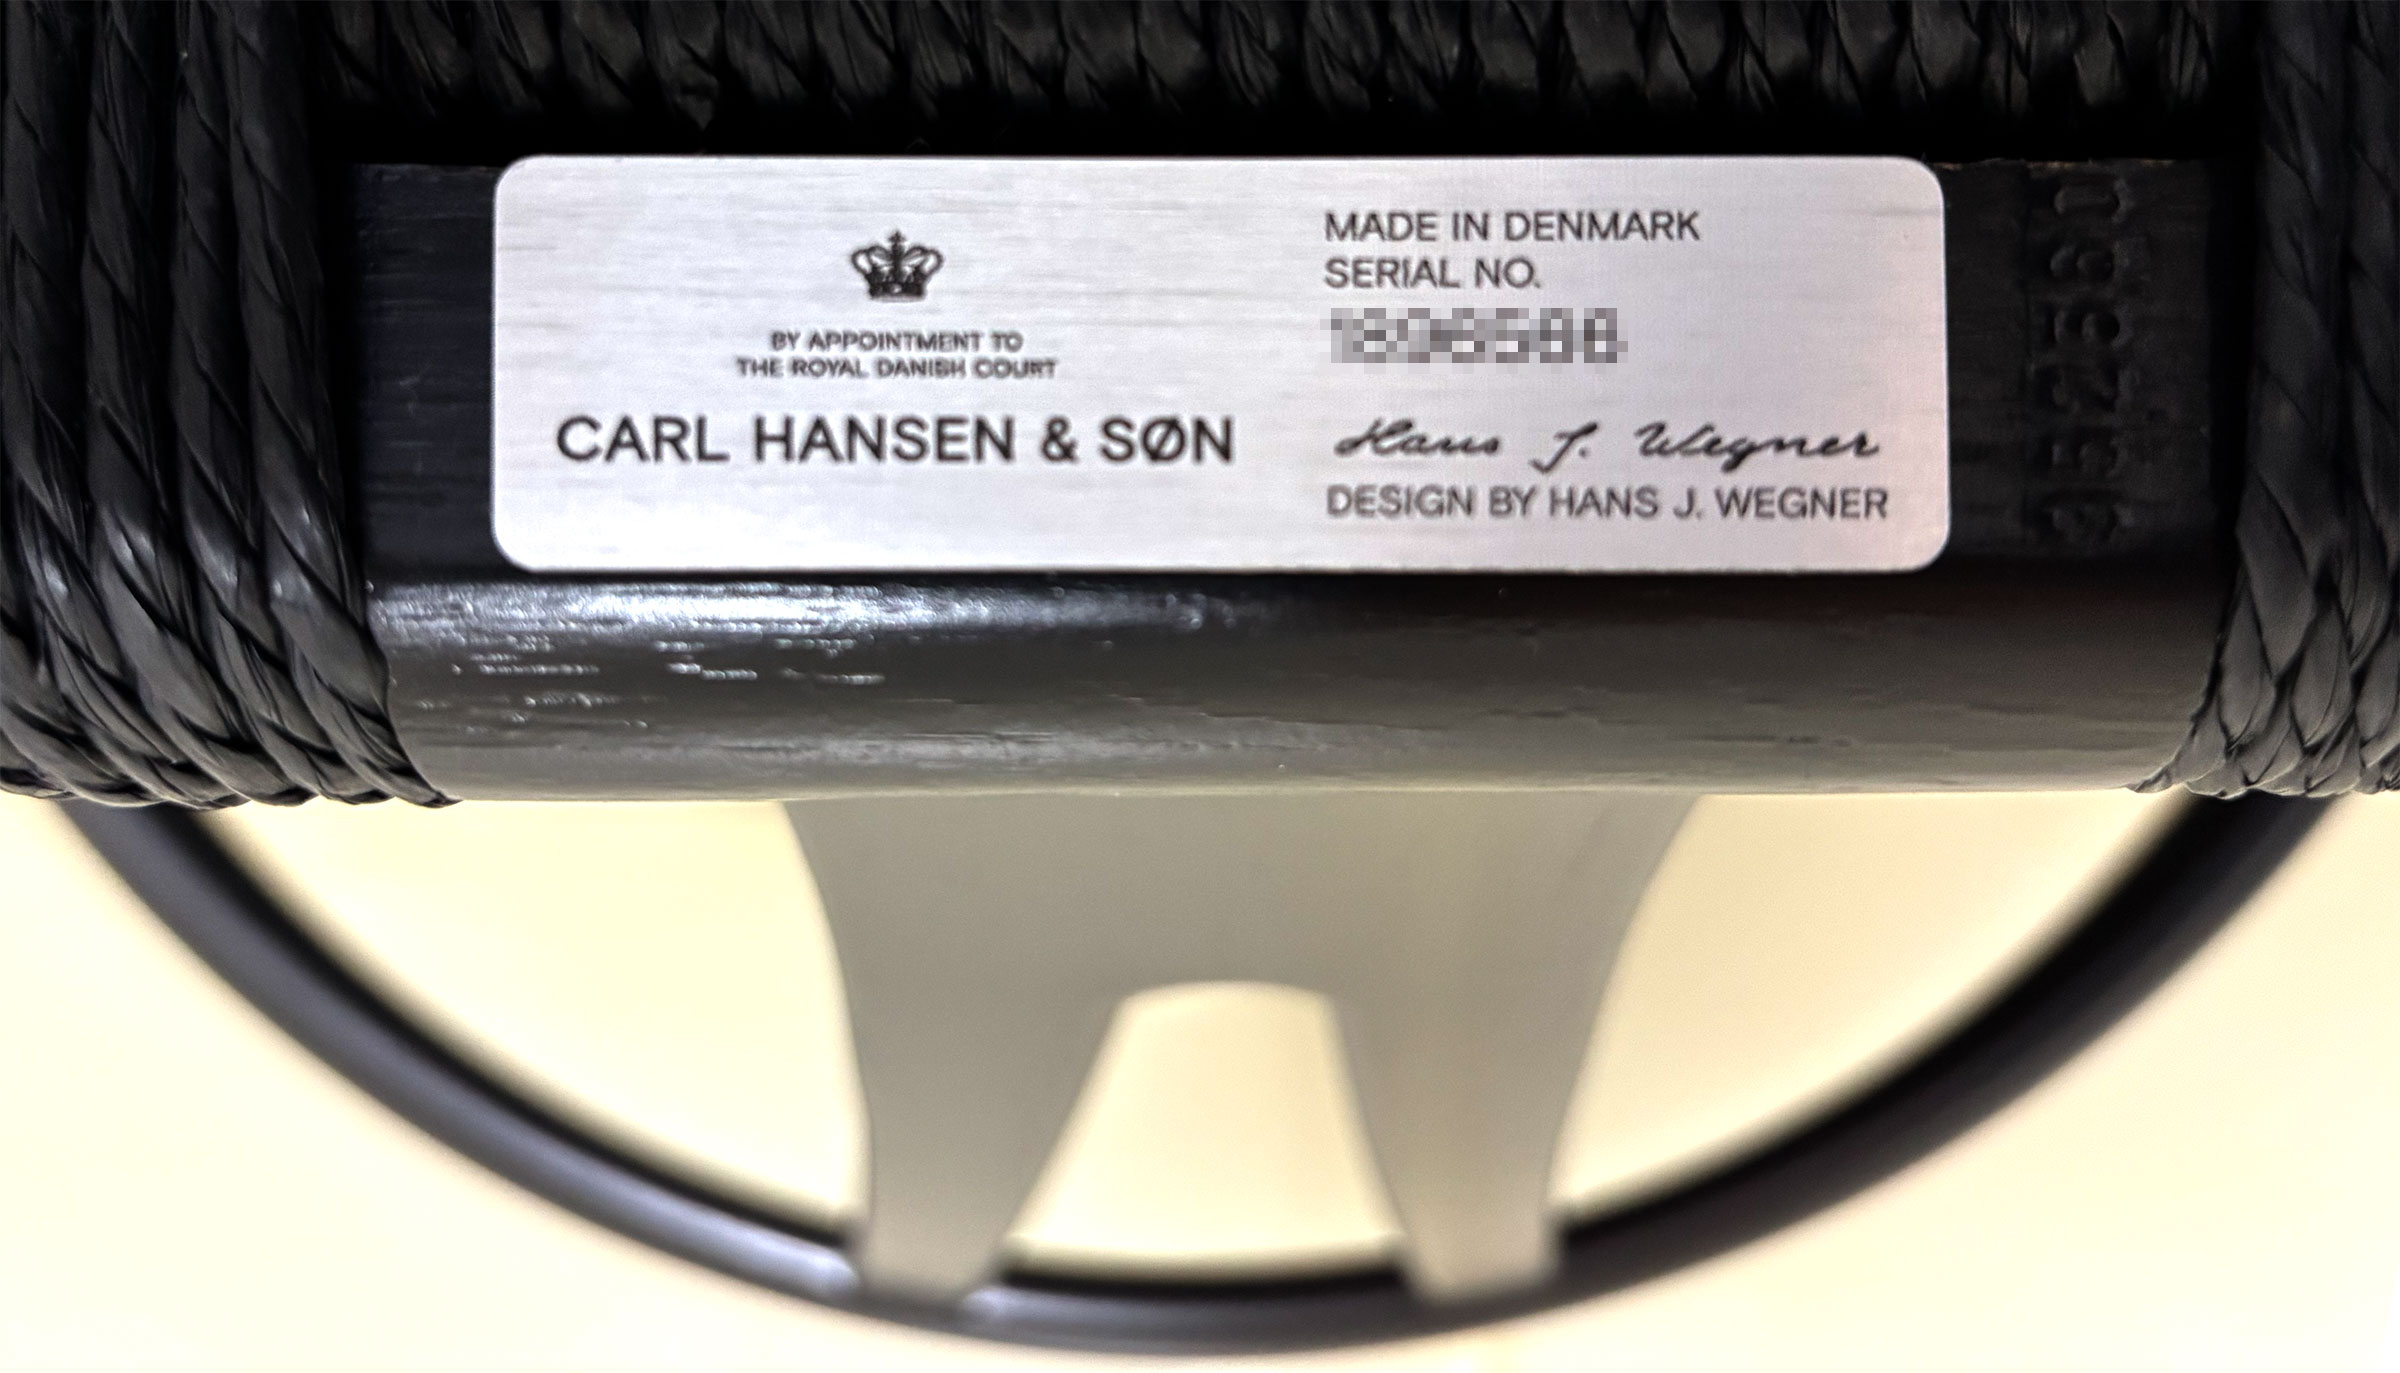 BY APPOINTMENT TO
THE ROYAL DANISH COURT
CARL HANSEN & SØN
MADE IN DENMARK
SERIAL NO.
Hans J. Wegner
DESIGN BY HANS J. WEGNER